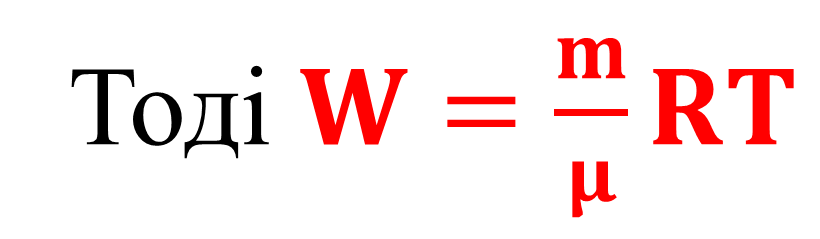 Тоді W = m/μ RT